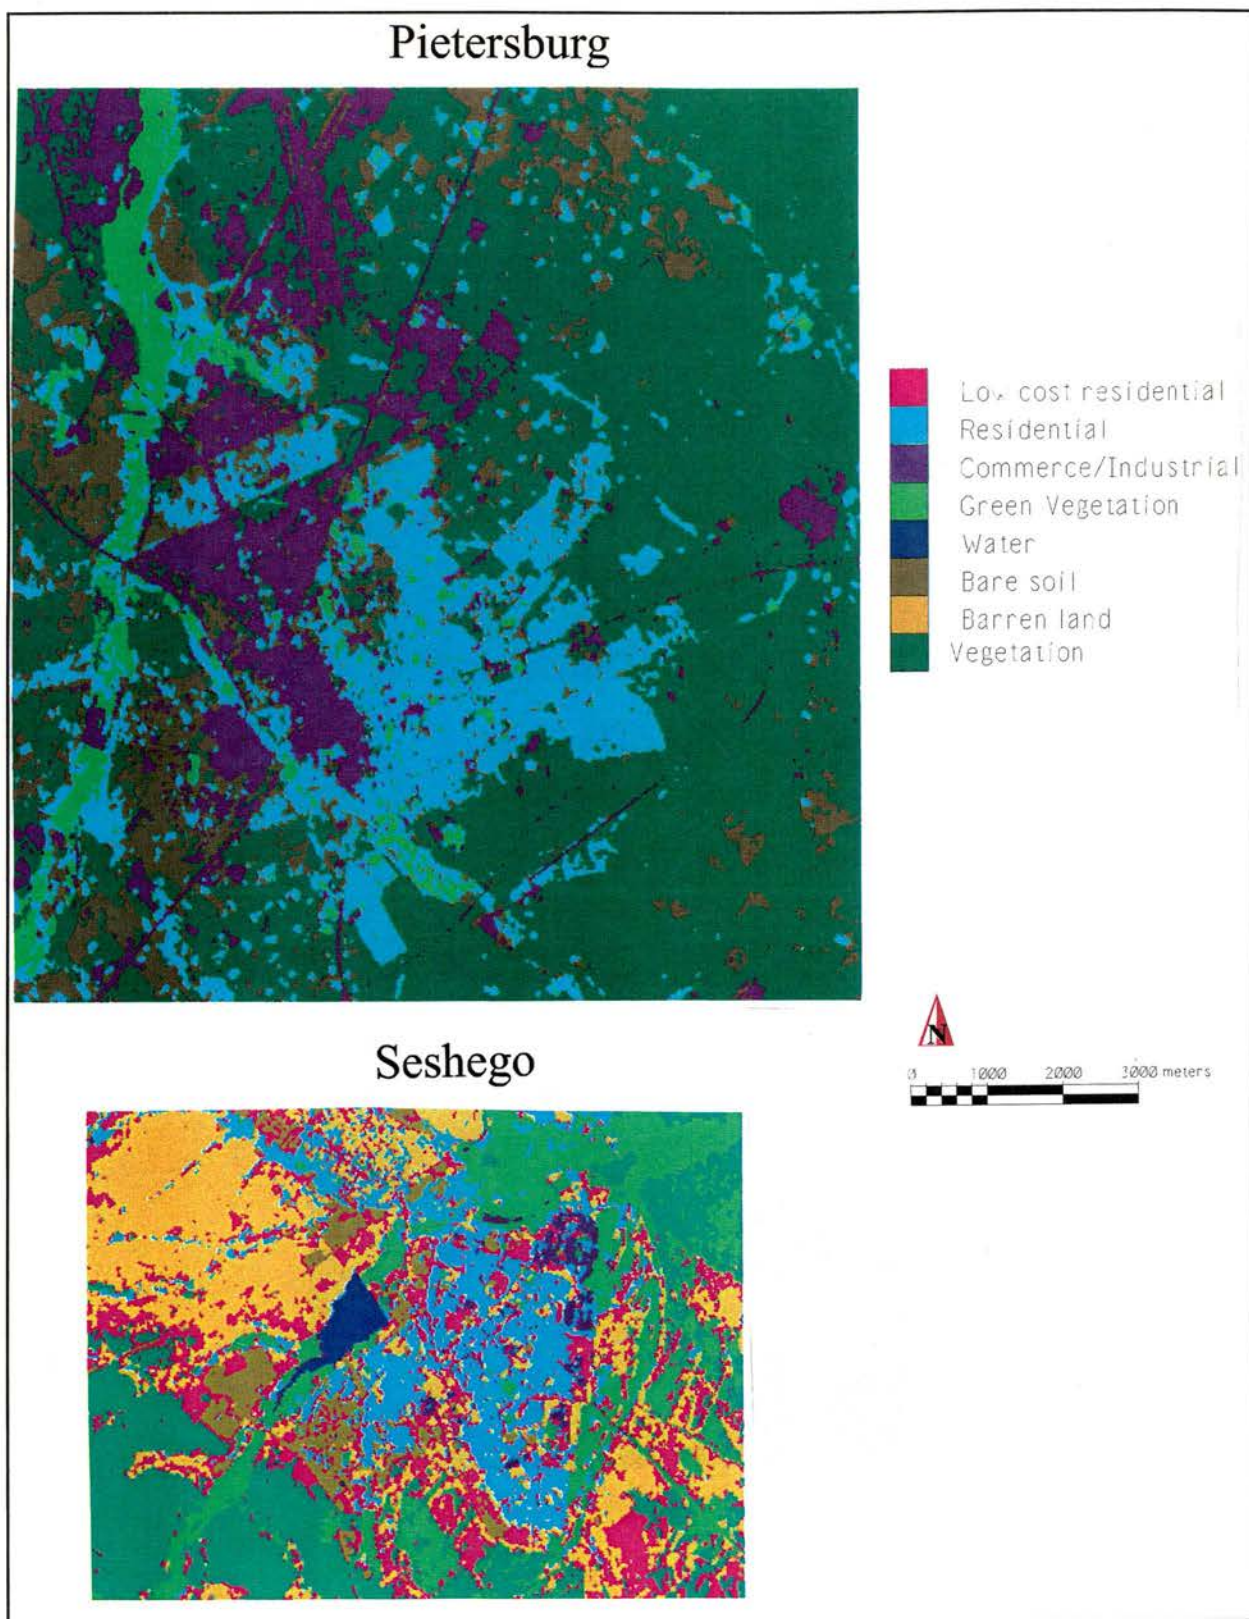 Pietersburg
Low cost residential
Residential
Commerce/Industrial
Green Vegetation
Water
Bare soil
Barren land
Vegetation
N
0 1000 2000 3000 meters
Seshego